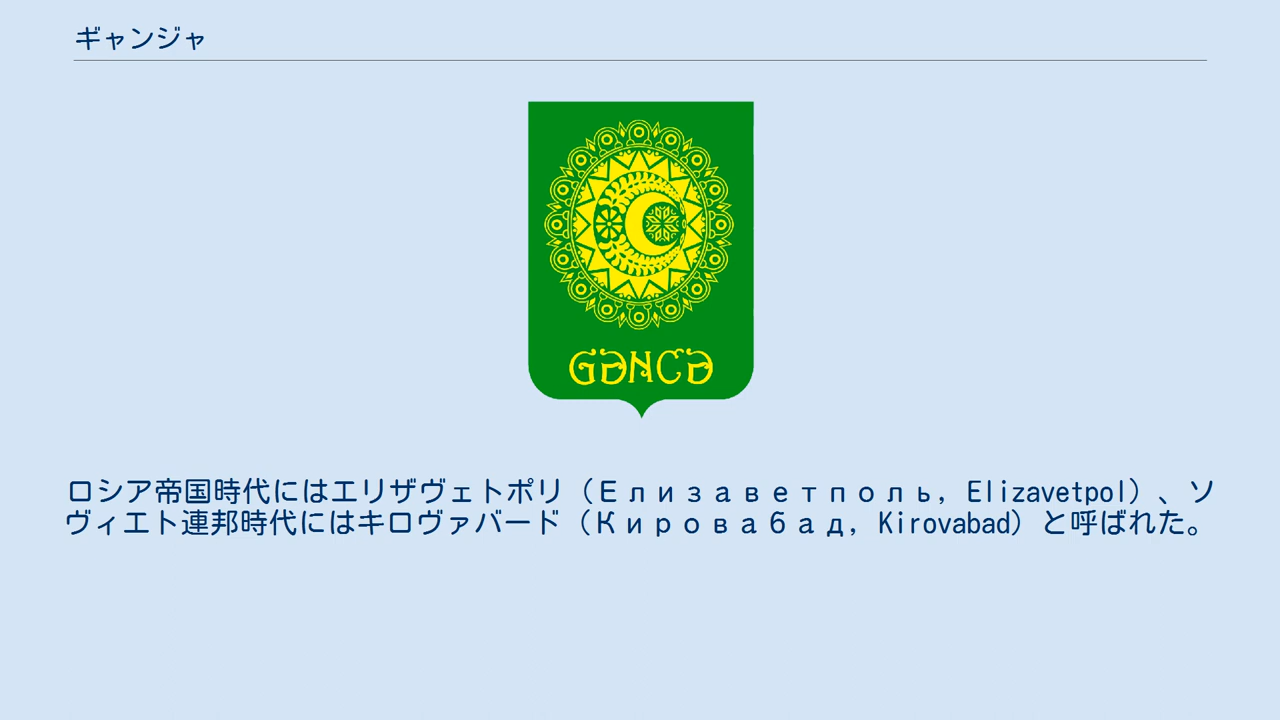 ギャンジャ
GƏNCƏ
ロシア帝国時代にはエリザヴェトポリ（Елизаветполь, Elizavetpol）、ソ
ヴィエト連邦時代にはキロヴァバード（Кировабад, Kirovabad）と呼ばれた。